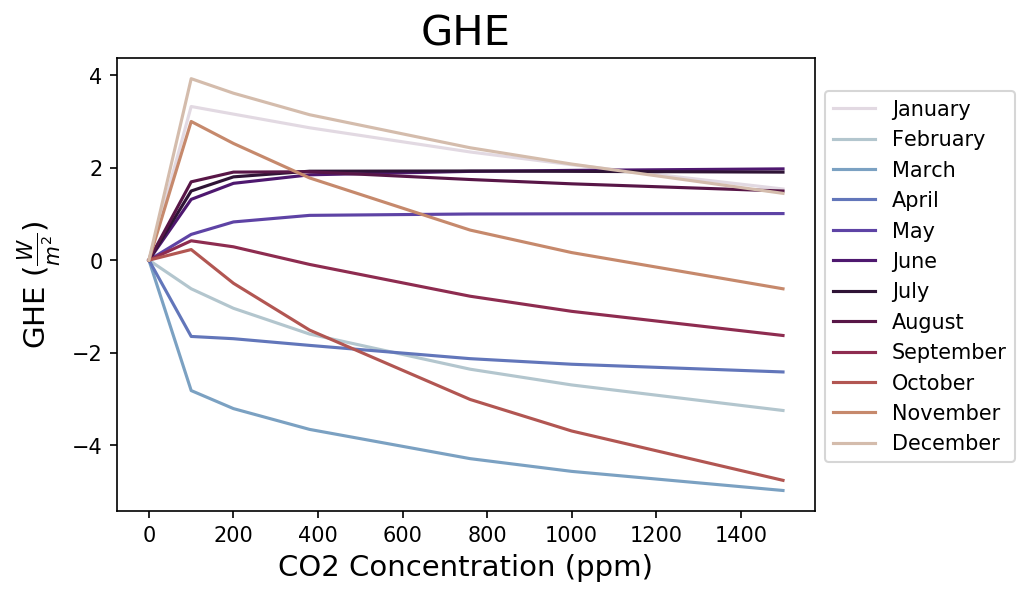 GHE
GHE (W/m²)
4
2
0
−2
−4
0 200 400 600 800 1000 1200 1400
CO2 Concentration (ppm)
January
February
March
April
May
June
July
August
September
October
November
December